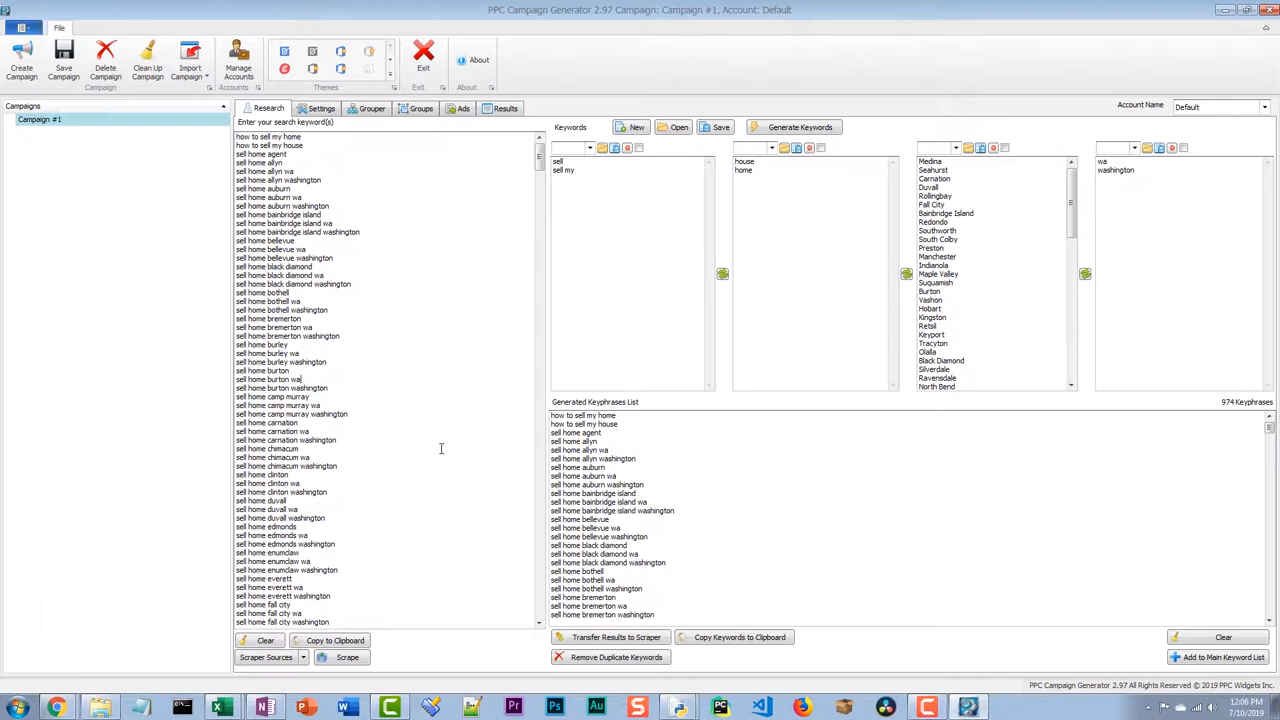 PPC Campaign Generator 2.97 Campaign: Campaign #1, Account: Default
File
Create Campaign
Save Campaign
Delete Campaign
Clean Up Campaign
Import Campaign
Manage Accounts
Exit
About
Campaign
Accounts
Themes
Exit
About
Campaigns
Campaign #1
Research
Settings
Grouper
Groups
Ads
Results
Account Name
Default
Enter your search keyword(s)
how to sell my home
how to sell my house
sell home agent
sell home allyn
sell home allyn wa
sell home allyn washington
sell home auburn
sell home auburn wa
sell home auburn washington
sell home bainbridge island
sell home bainbridge island wa
sell home bainbridge island washington
sell home bellevue
sell home bellevue wa
sell home bellevue washington
sell home black diamond
sell home black diamond wa
sell home black diamond washington
sell home bothell
sell home bothell wa
sell home bothell washington
sell home bremerton
sell home bremerton wa
sell home bremerton washington
sell home burley
sell home burley wa
sell home burley washington
sell home burton
sell home burton wa
sell home burton washington
sell home camp murray
sell home camp murray wa
sell home camp murray washington
sell home carnation
sell home carnation wa
sell home carnation washington
sell home chimacum
sell home chimacum wa
sell home chimacum washington
sell home clinton
sell home clinton wa
sell home clinton washington
sell home duvall
sell home duvall wa
sell home duvall washington
sell home edmonds
sell home edmonds wa
sell home edmonds washington
sell home enumclaw
sell home enumclaw wa
sell home enumclaw washington
sell home everett
sell home everett wa
sell home everett washington
sell home fall city
sell home fall city wa
sell home fall city washington
Clear
Copy to Clipboard
Scraper Sources
Scrape
Keywords
New
Open
Save
Generate Keywords
sell
sell my
house
home
Medina
Seahurst
Carnation
Duvall
Rollingbay
Fall City
Bainbridge Island
Redondo
Southworth
South Colby
Preston
Manchester
Indianola
Maple Valley
Suquamish
Burton
Vashon
Hobart
Kingston
Retsil
Keyport
Tracyton
Olalla
Black Diamond
Silverdale
Ravensdale
North Bend
wa
washington
Generated Keyphrases List
974 Keyphrases
how to sell my home
how to sell my house
sell home agent
sell home allyn
sell home allyn wa
sell home allyn washington
sell home auburn
sell home auburn wa
sell home auburn washington
sell home bainbridge island
sell home bainbridge island wa
sell home bainbridge island washington
sell home bellevue
sell home bellevue wa
sell home bellevue washington
sell home black diamond
sell home black diamond wa
sell home black diamond washington
sell home bothell
sell home bothell wa
sell home bothell washington
sell home bremerton
sell home bremerton wa
sell home bremerton washington
Transfer Results to Scraper
Copy Keywords to Clipboard
Clear
Remove Duplicate Keywords
Add to Main Keyword List
PPC Campaign Generator 2.97 All Rights Reserved © 2019 PPC Widgets Inc.
Pr
Ps
Au
S
PC
12:06 PM
7/10/2019